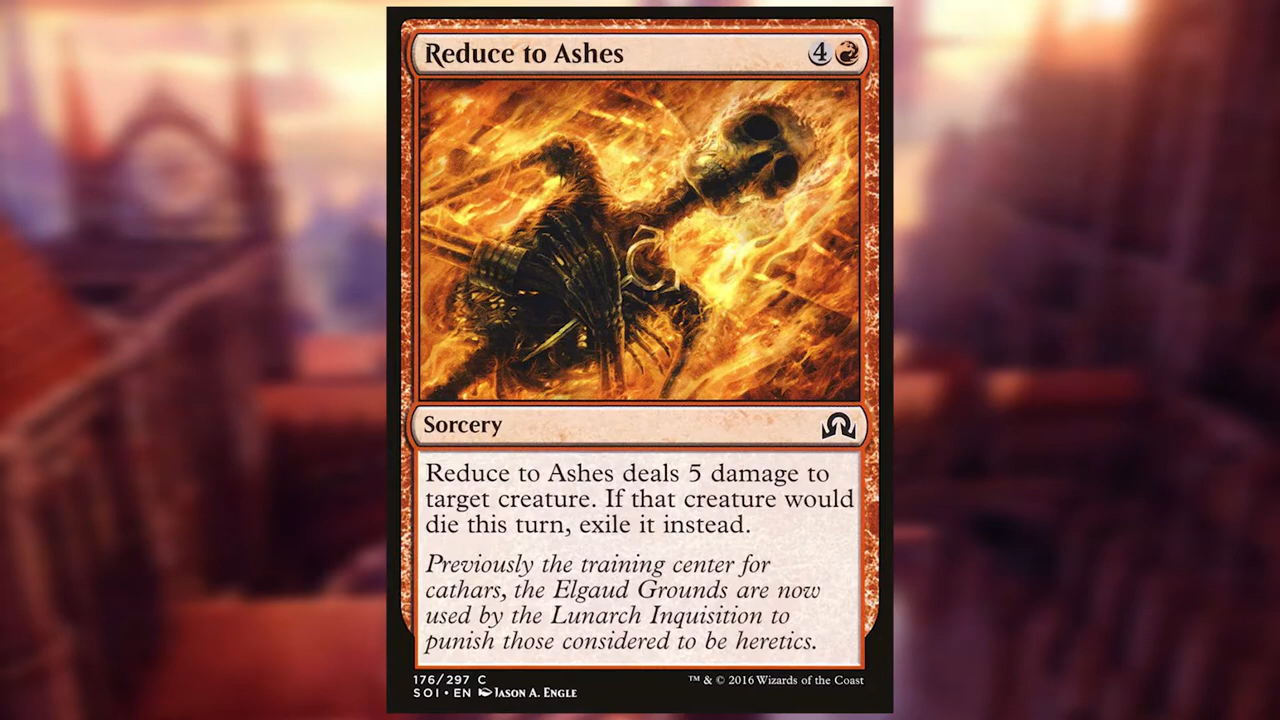 Reduce to Ashes 4
Sorcery
Reduce to Ashes deals 5 damage to
target creature. If that creature would
die this turn, exile it instead.
Previously the training center for
cathars, the Elgaud Grounds are now
used by the Lunarch Inquisition to
punish those considered to be heretics.
176/297 C
SOI • EN Jason A. Engle
™ & © 2016 Wizards of the Coast